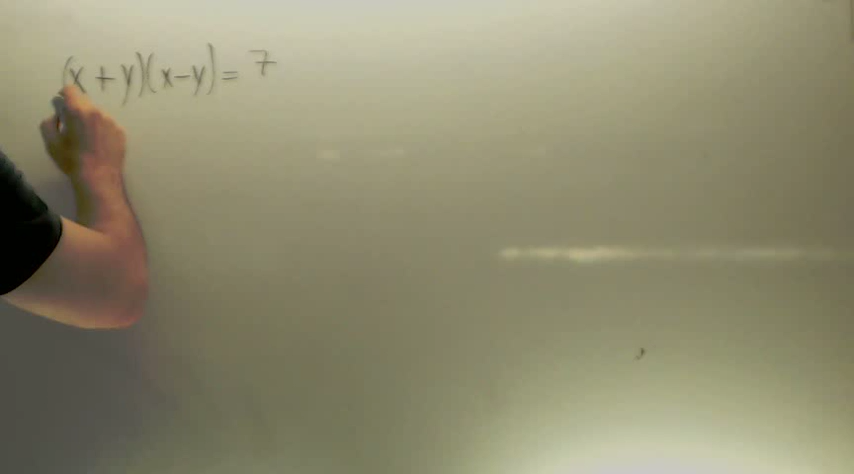 (x+y)(x-y) = 7